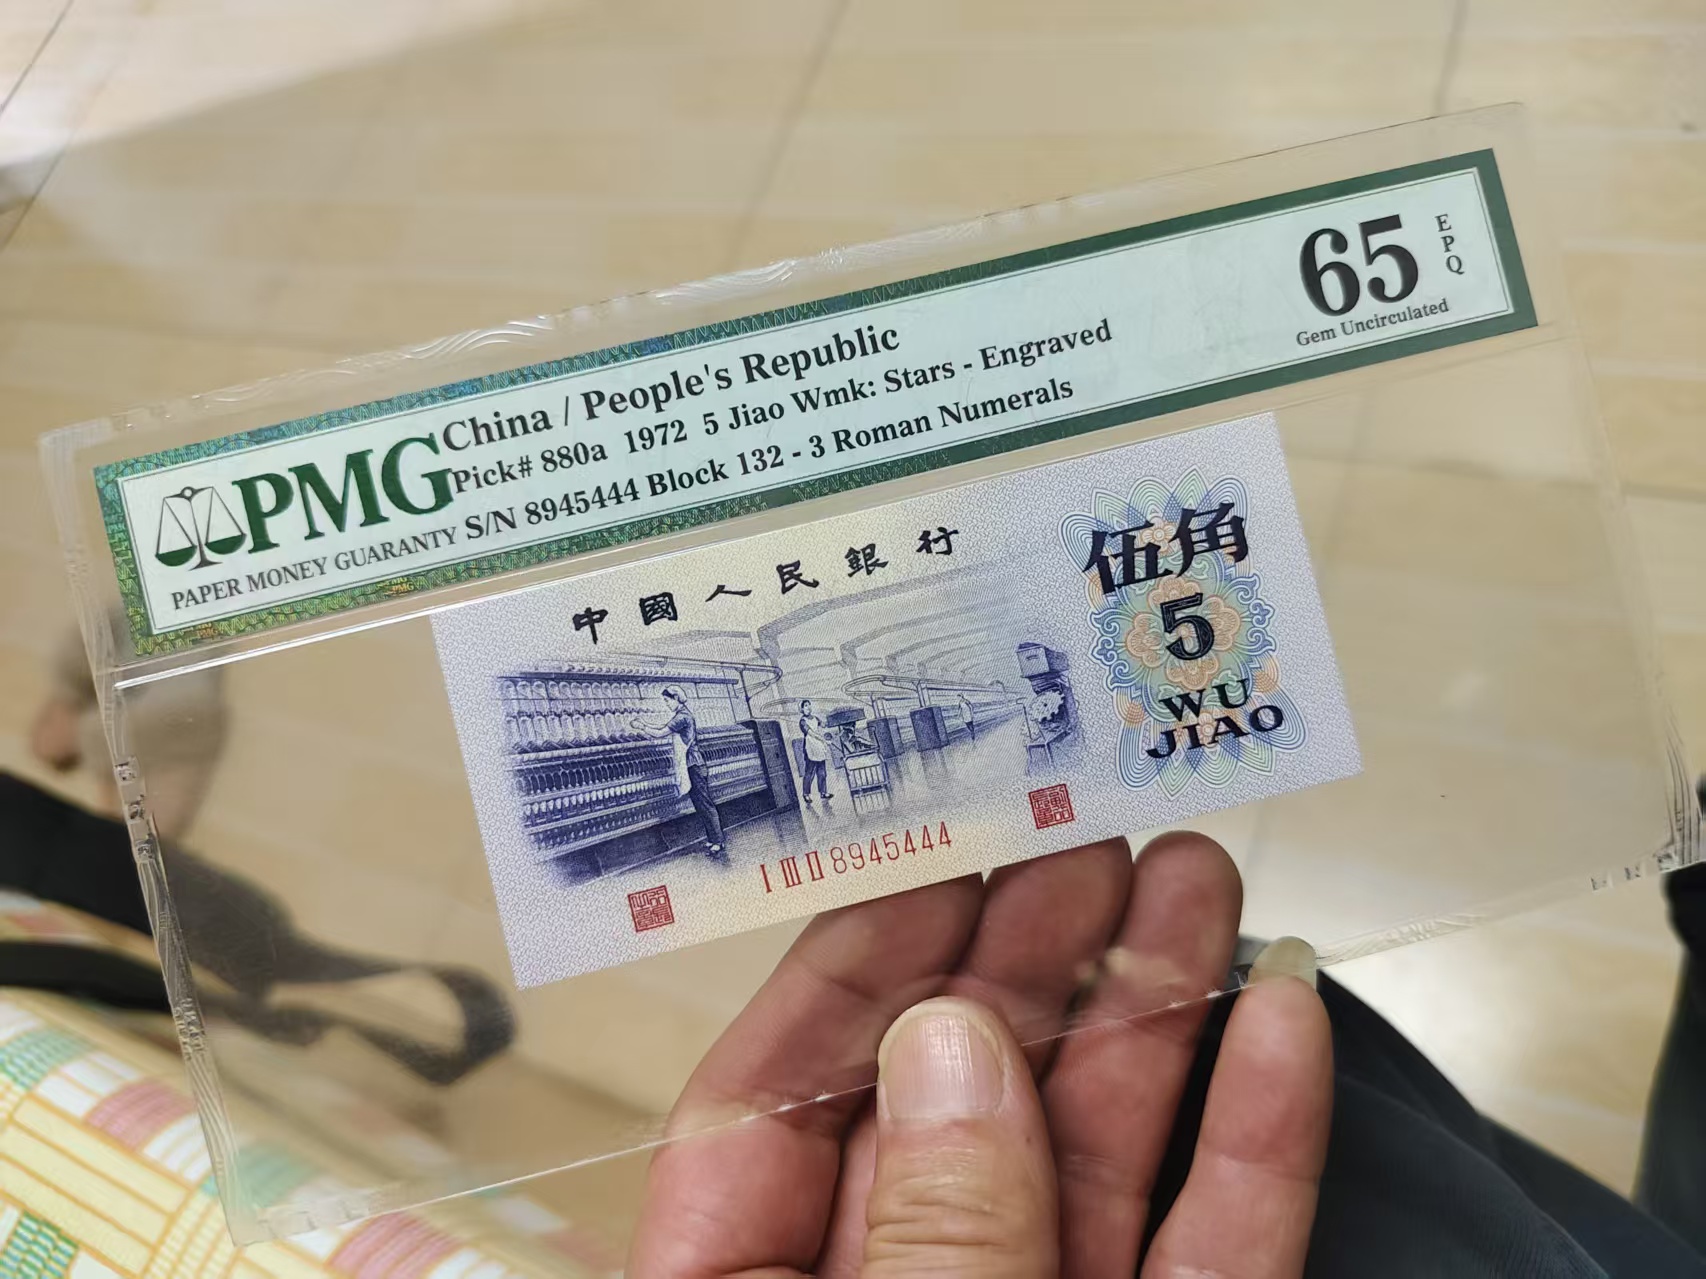 China / People's Republic
Pick# 880a 1972 5 Jiao Wmk: Stars - Engraved
S/N 8945444 Block 132 - 3 Roman Numerals
PMG
PAPER MONEY GUARANTY
65
EPQ
Gem Uncirculated
中國人民銀行
伍角
5
WU
JIAO
I III II 8945444